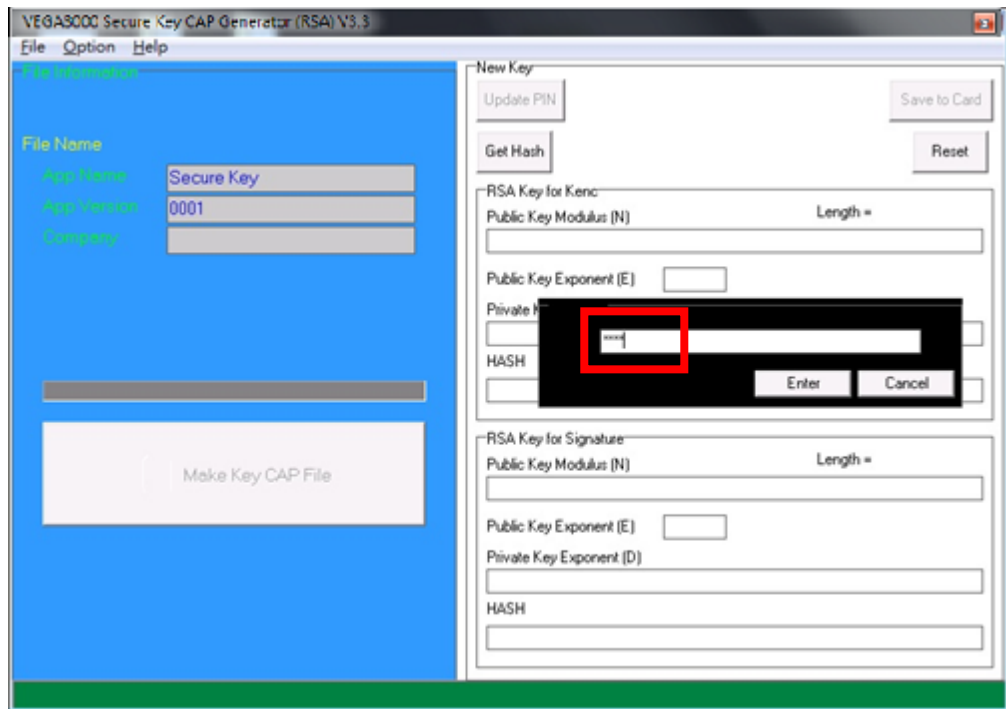 VEGA3000 Secure Key CAP Generator (RSA) V3.3
File Option Help
File Information
File Name
App Name Secure Key
App Version 0001
Company
Make Key CAP File
New Key
Update PIN Save to Card
Get Hash Reset
RSA Key for Kenc
Public Key Modulus (N) Length =
Public Key Exponent (E)
Private K
****
HASH
Enter Cancel
RSA Key for Signature
Public Key Modulus (N) Length =
Public Key Exponent (E)
Private Key Exponent (D)
HASH